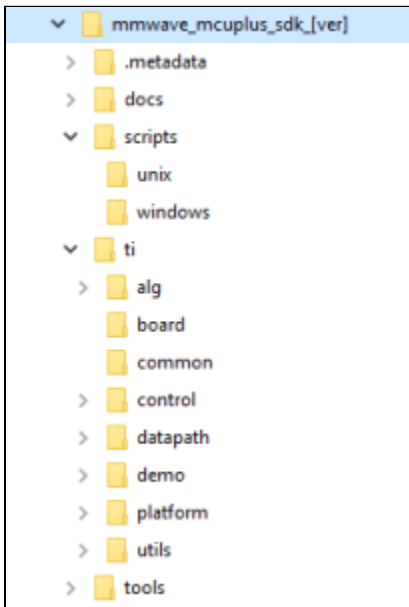 mmwave_mcuplus_sdk_[ver]
.metadata
docs
scripts
unix
windows
ti
alg
board
common
control
datapath
demo
platform
utils
tools